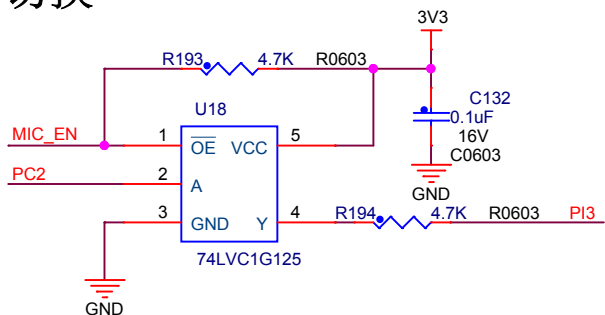 3V3
R193 4.7K R0603
C132
0.1uF
16V
C0603
GND
U18
MIC_EN 1 OE VCC 5
PC2 2 A
3 GND Y 4 R194 4.7K R0603 PI3
74LVC1G125
GND